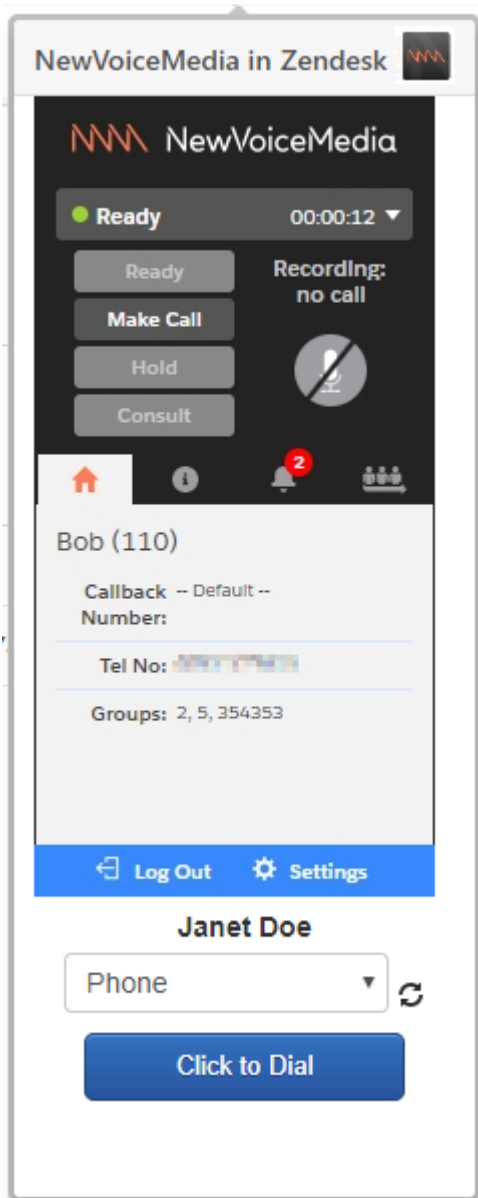 NewVoiceMedia in Zendesk
NewVoiceMedia
Ready 00:00:12
Ready
Recording:
no call
Make Call
Hold
Consult
2
Bob (110)
Callback -- Default --
Number:
Tel No:
Groups: 2, 5, 354353
Log Out Settings
Janet Doe
Phone
Click to Dial